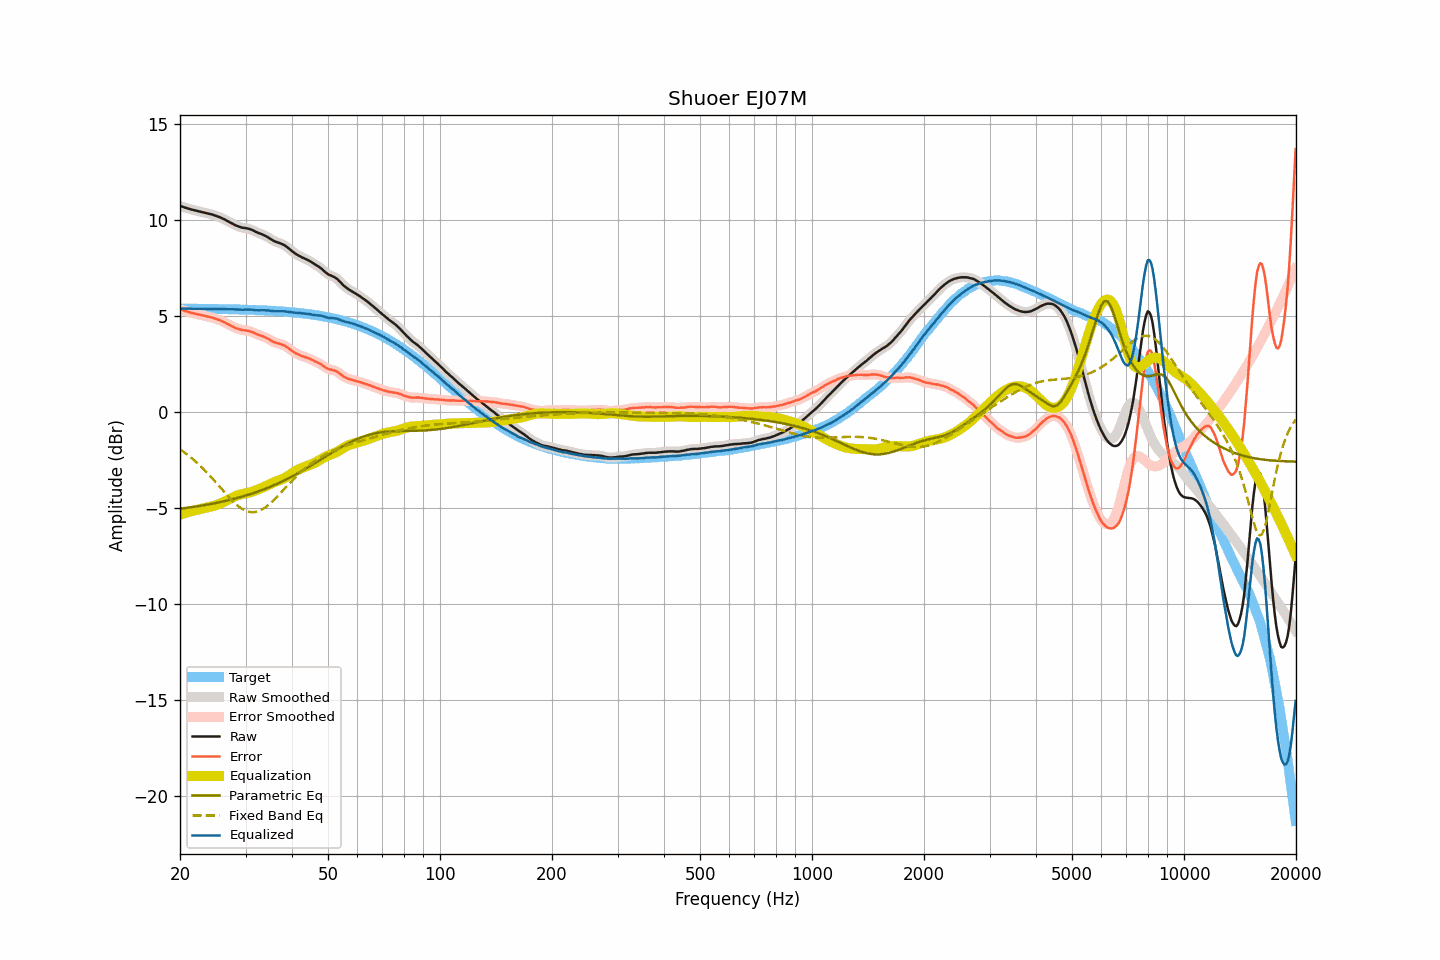 Shuoer EJ07M
15
10
5
0
−5
−10
−15
−20
Amplitude (dBr)
Target
Raw Smoothed
Error Smoothed
Raw
Error
Equalization
Parametric Eq
Fixed Band Eq
Equalized
20 50 100 200 500 1000 2000 5000 10000 20000
Frequency (Hz)